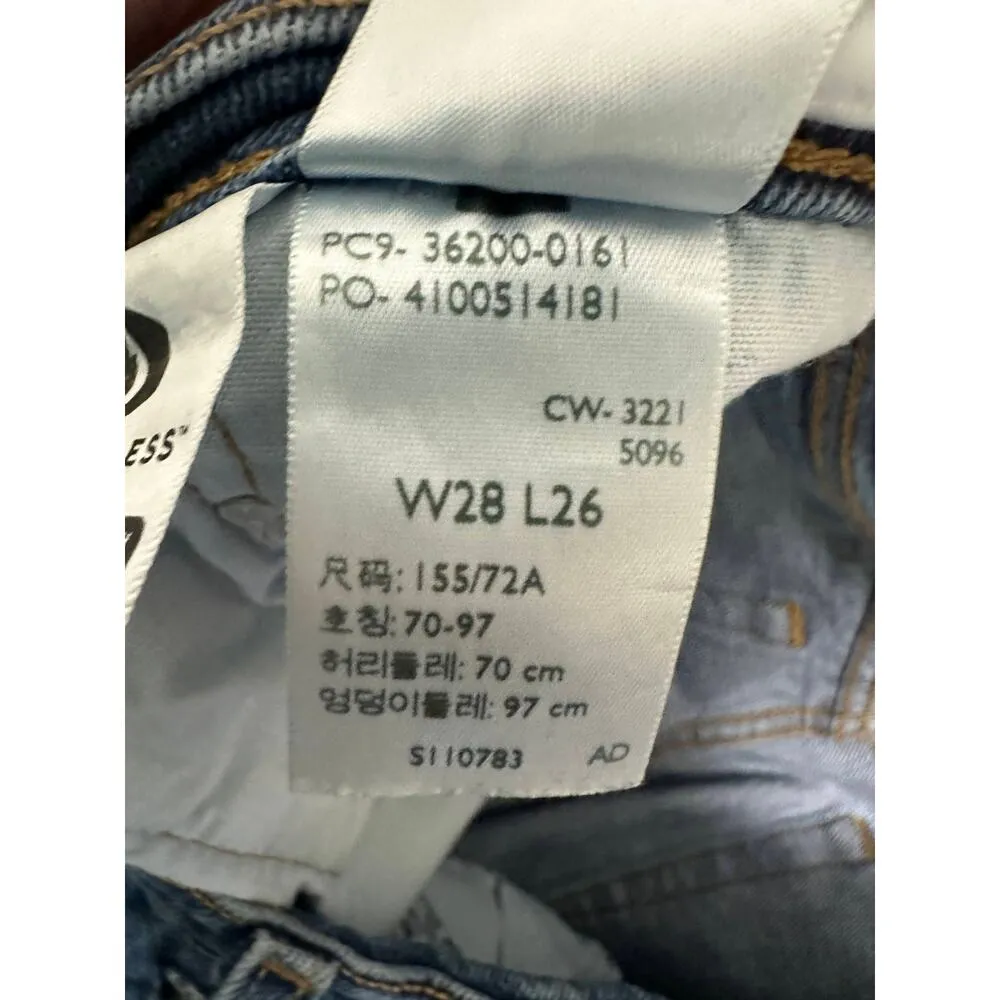 PC9- 36200-0161
PO- 4100514181
CW- 3221
5096
W28 L26
尺码: 155/72A
호칭: 70-97
허리둘레: 70 cm
엉덩이둘레: 97 cm
S110783 AD
ESS™